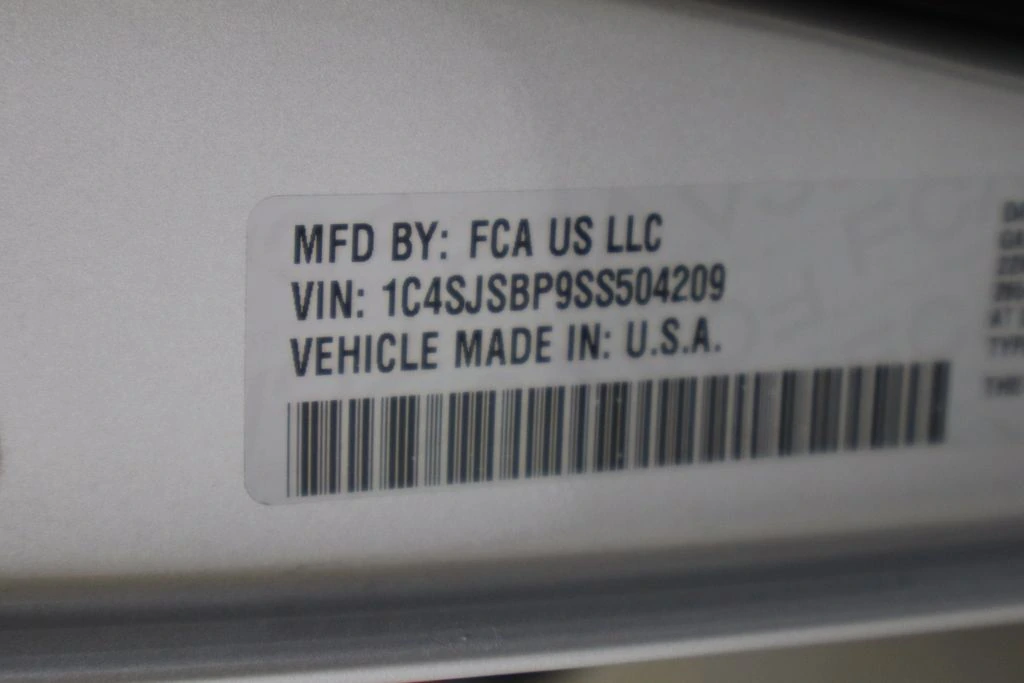 MFD BY: FCA US LLC
VIN: 1C4SJSBP9SS504209
VEHICLE MADE IN: U.S.A.